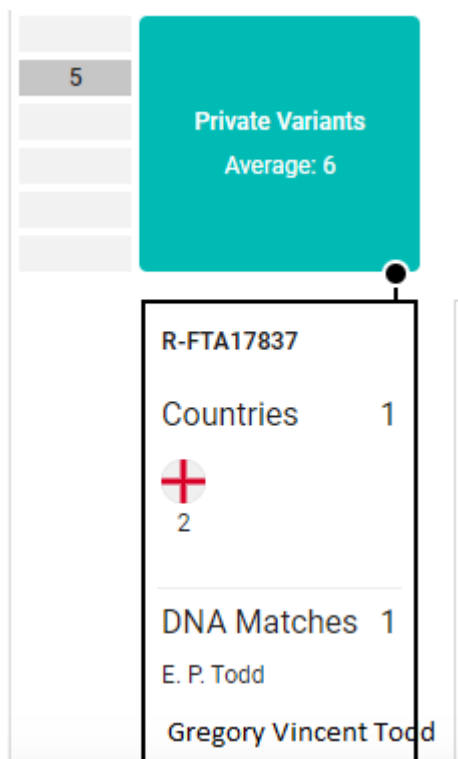 5
Private Variants
Average: 6
R-FTA17837
Countries 1
2
DNA Matches 1
E. P. Todd
Gregory Vincent Todd